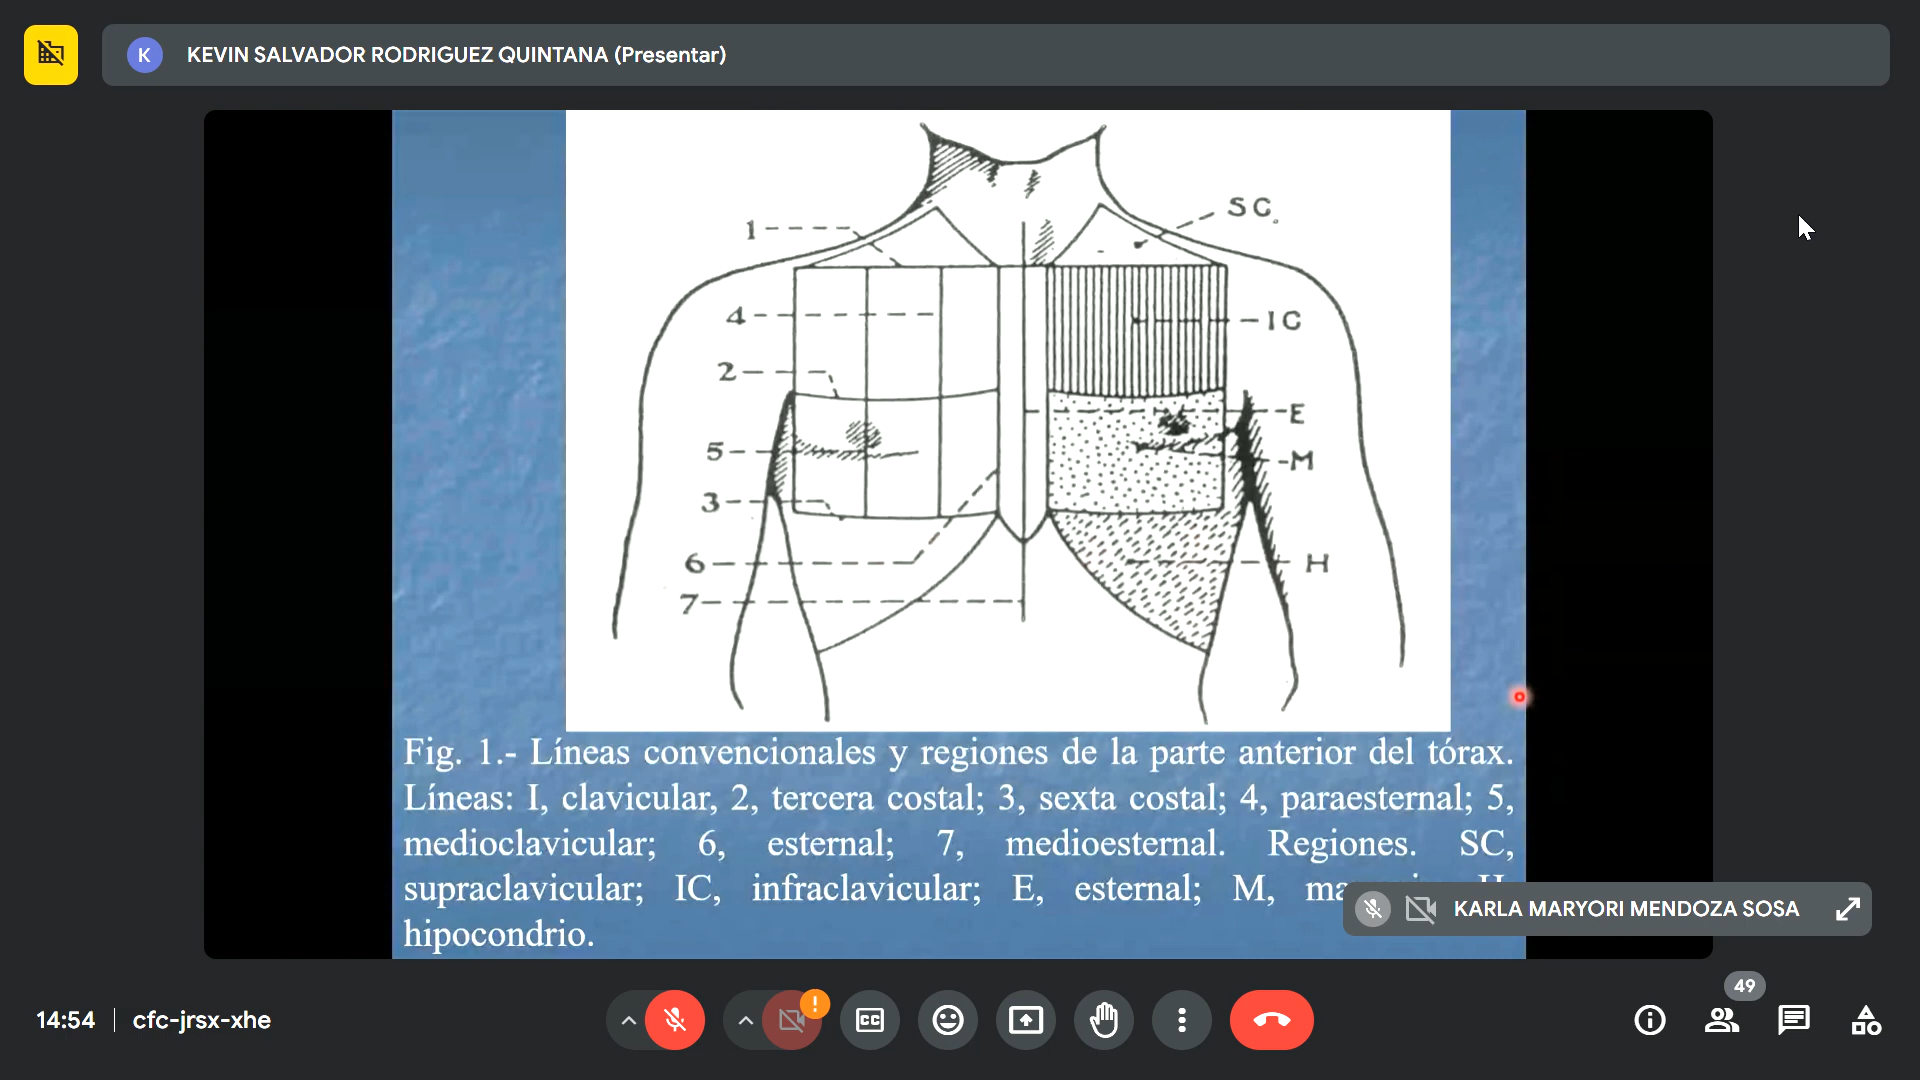 K KEVIN SALVADOR RODRIGUEZ QUINTANA (Presentar)
SC.
1
4
IC
2
E
5
M
3
6
H
7
Fig. 1.- Líneas convencionales y regiones de la parte anterior del tórax.
Líneas: I, clavicular, 2, tercera costal; 3, sexta costal; 4, paraesternal; 5,
medioclavicular; 6, esternal; 7, medioesternal. Regiones. SC,
supraclavicular; IC, infraclavicular; E, esternal; M,
KARLA MARYORI MENDOZA SOSA
hipocondrio.
49
14:54 cfc-jrsx-xhe
CC